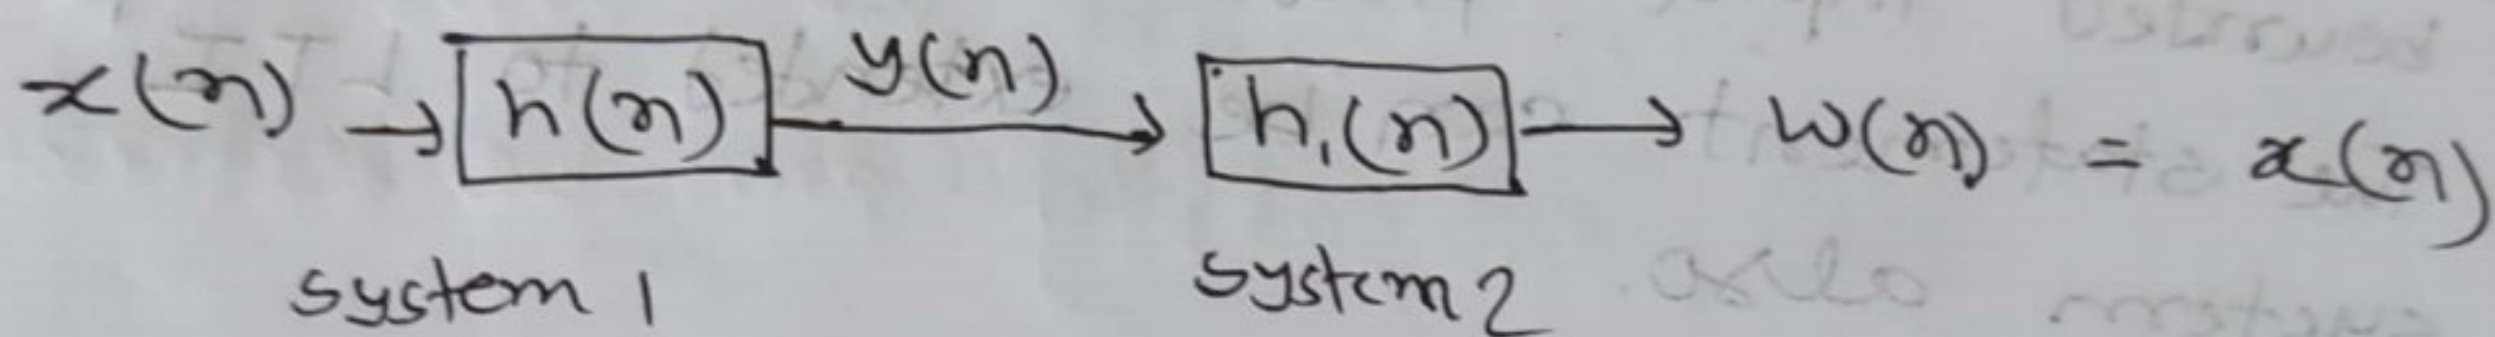 x(n) → h(n) y(n) → h₁(n) → w(n) = x(n)
system 1 system 2